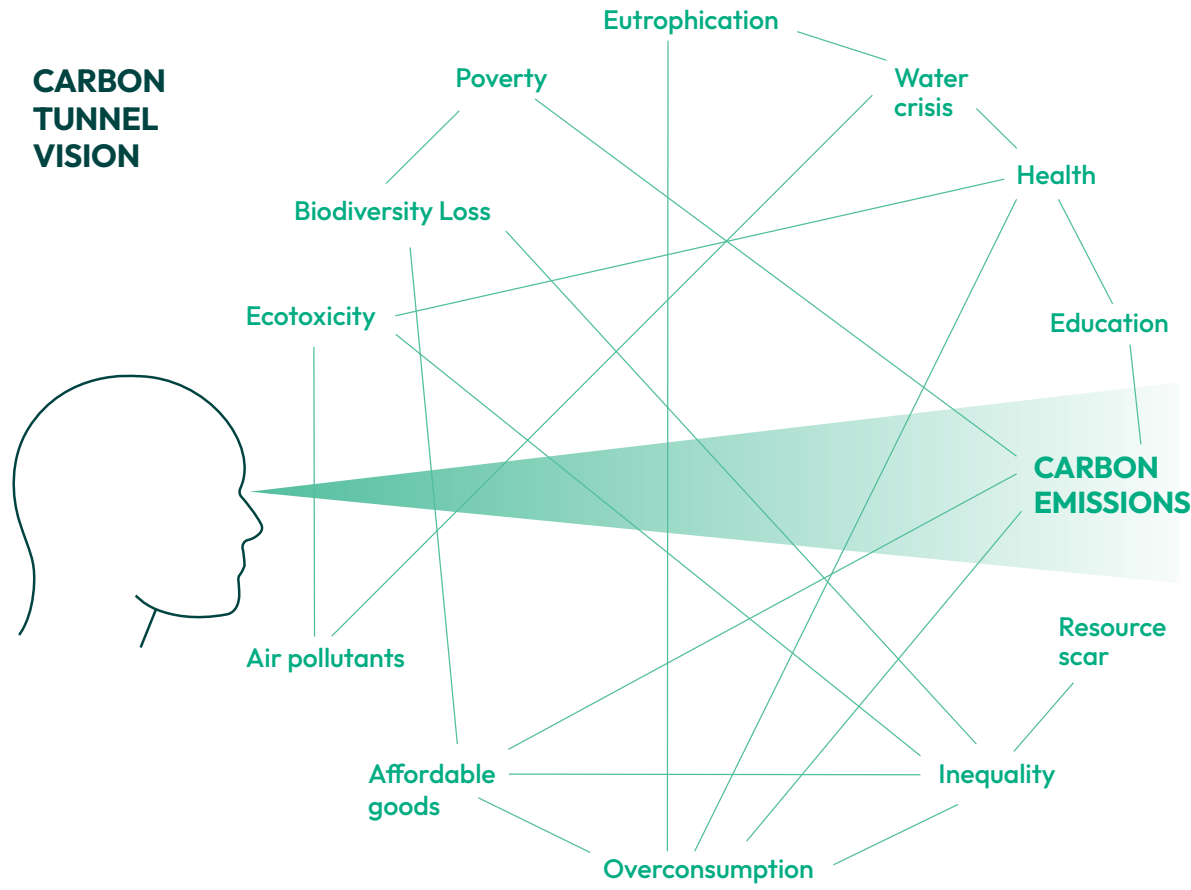 CARBON
TUNNEL
VISION
Eutrophication
Poverty
Water
crisis
Health
Biodiversity Loss
Ecotoxicity
Education
CARBON
EMISSIONS
Resource
scar
Air pollutants
Affordable
goods
Inequality
Overconsumption